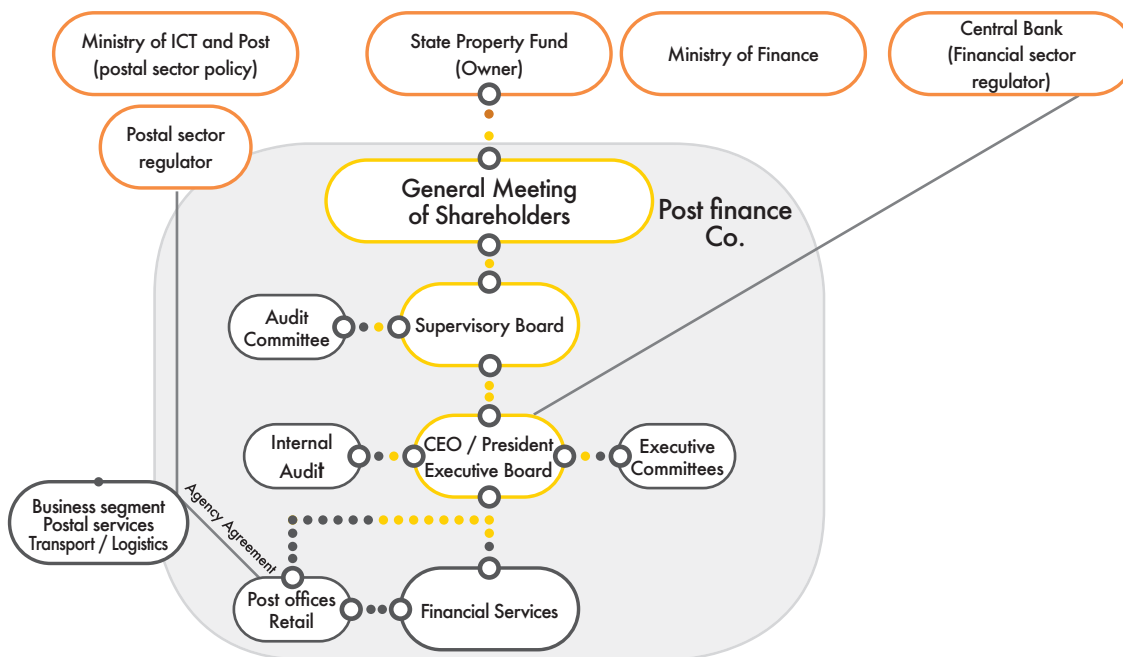 Ministry of ICT and Post
(postal sector policy)
State Property Fund
(Owner)
Ministry of Finance
Central Bank
(Financial sector
regulator)
Postal sector
regulator
General Meeting
of Shareholders
Post finance
Co.
Audit
Committee
Supervisory Board
Internal
Audit
CEO / President
Executive Board
Executive
Committees
Business segment
Postal services
Transport / Logistics
Agency Agreement
Post offices
Retail
Financial Services